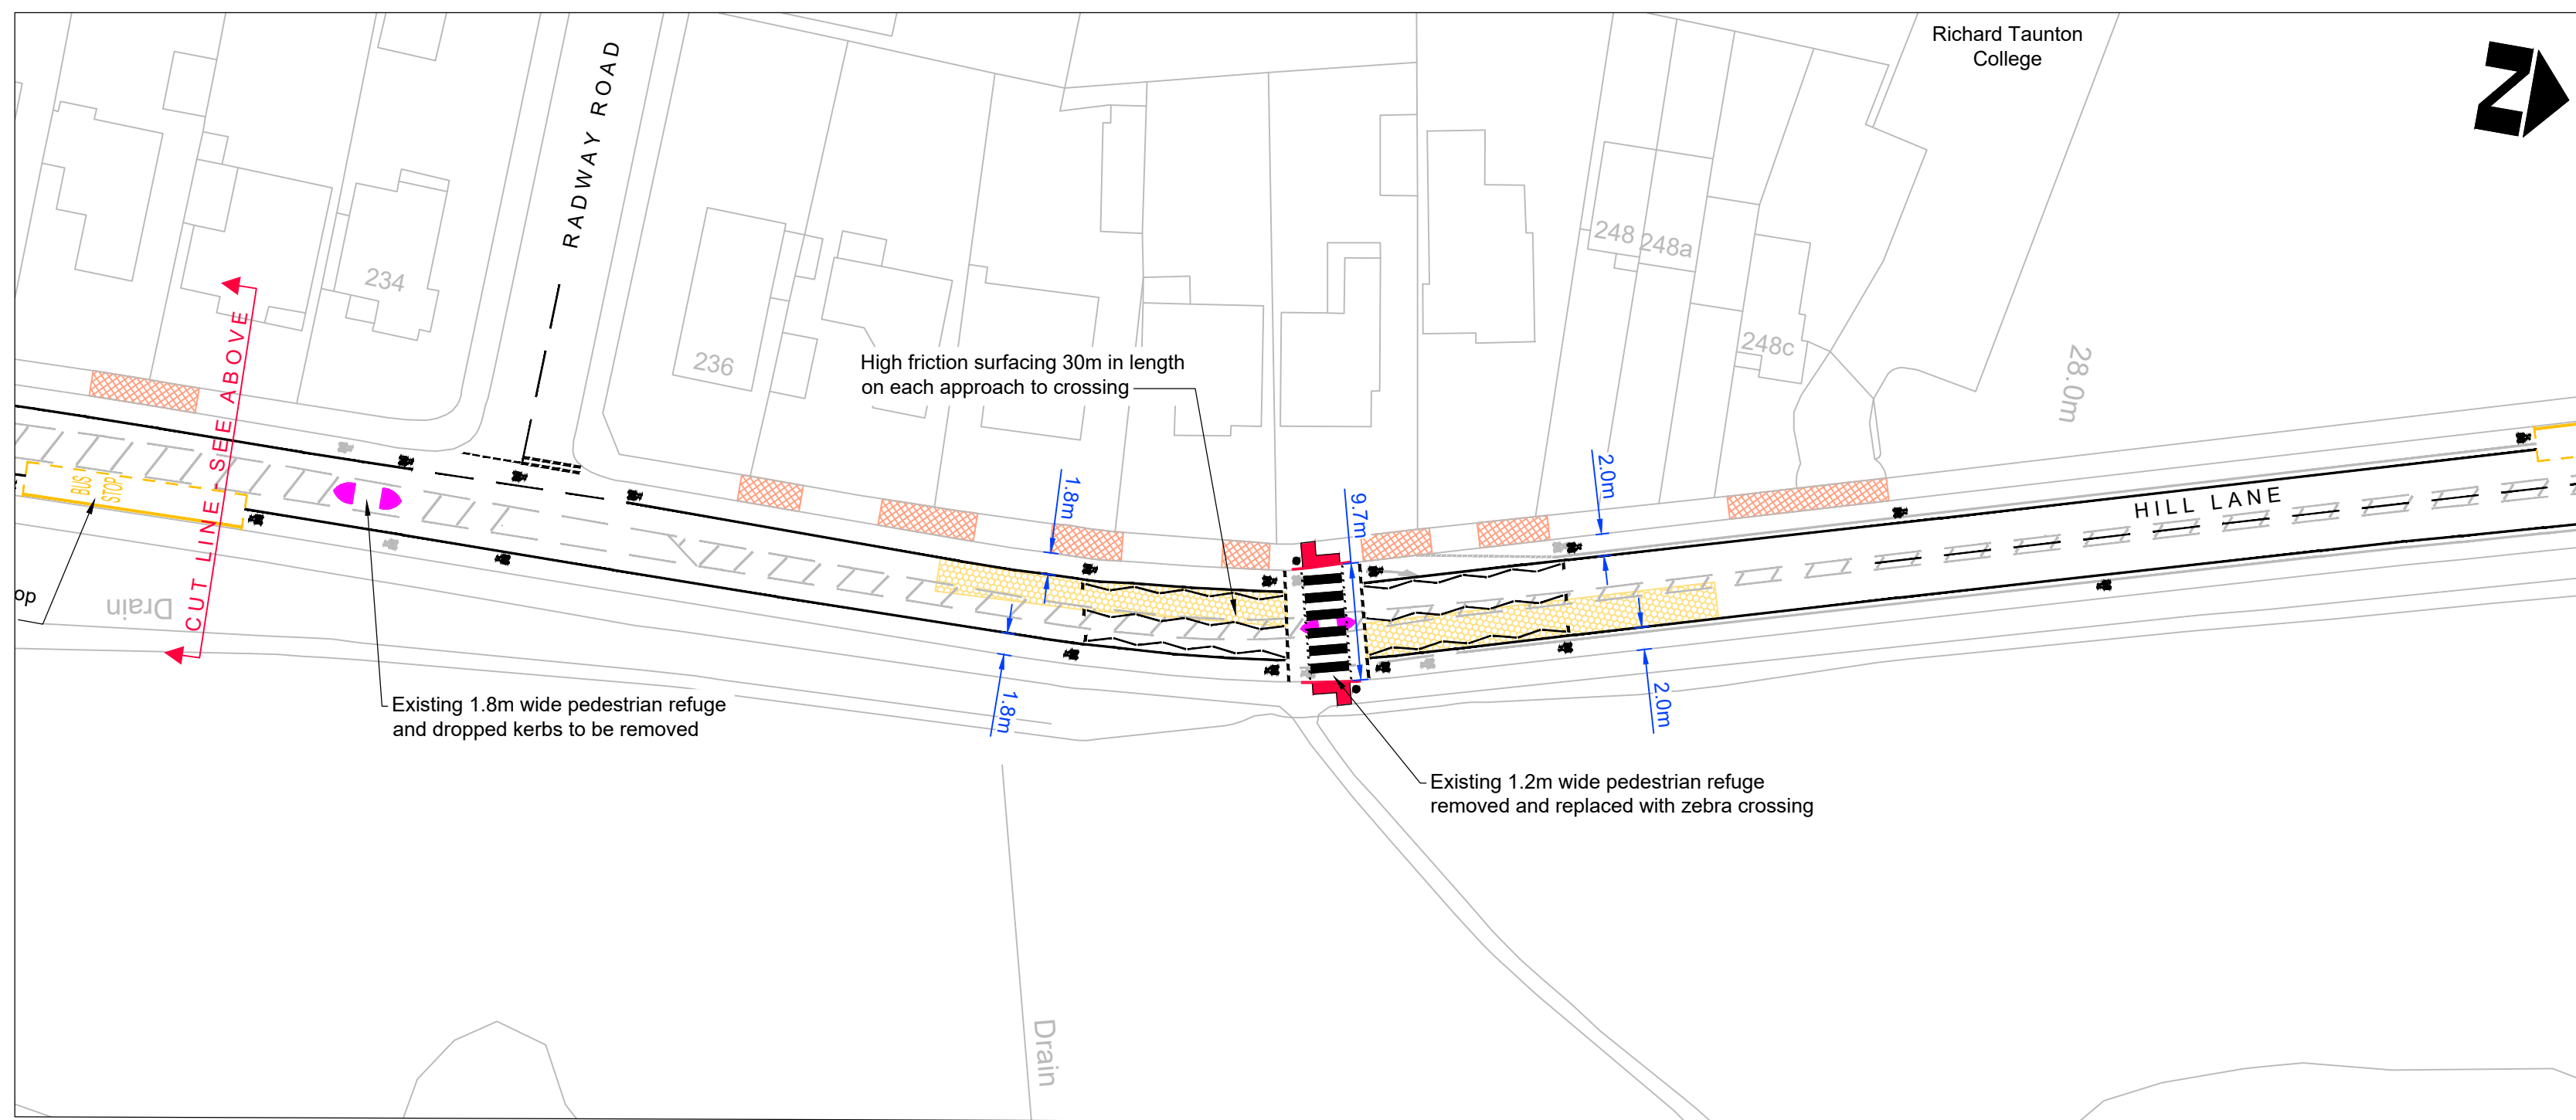 Richard Taunton
College
N
RADWAY ROAD
234
236
248
248a
248c
28.0m
High friction surfacing 30m in length
on each approach to crossing
CUT LINE - SEE ABOVE
BUS
STOP
op
Drain
1.8m
9.7m
2.0m
HILL LANE
Existing 1.8m wide pedestrian refuge
and dropped kerbs to be removed
1.8m
2.0m
Existing 1.2m wide pedestrian refuge
removed and replaced with zebra crossing
Drain